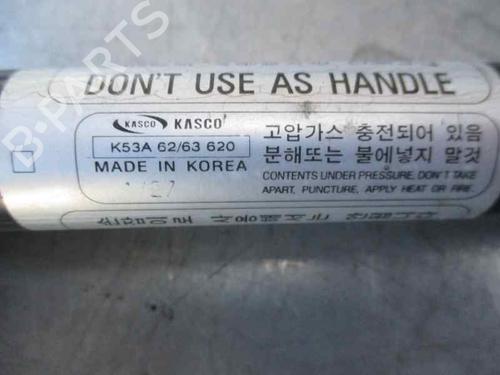 B-PARTS
DON'T USE AS HANDLE
KASCO KASCO
K53A 62/63 620
MADE IN KOREA
고압가스 충전되어 있음
분해또는 불에넣지 말것
CONTENTS UNDER PRESSURE, DON'T TAKE
APART, PUNCTURE, APPLY HEAT OR FIRE.